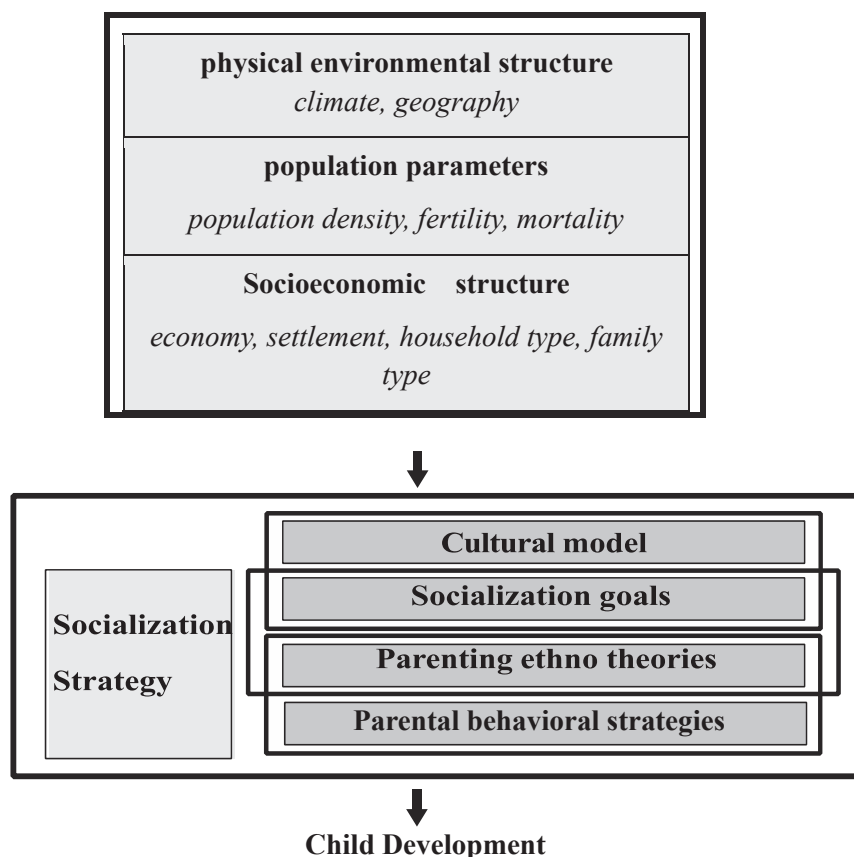 physical environmental structure
climate, geography
population parameters
population density, fertility, mortality
Socioeconomic structure
economy, settlement, household type, family
type
Cultural model
Socialization goals
Socialization
Parenting ethno theories
Strategy
Parental behavioral strategies
Child Development